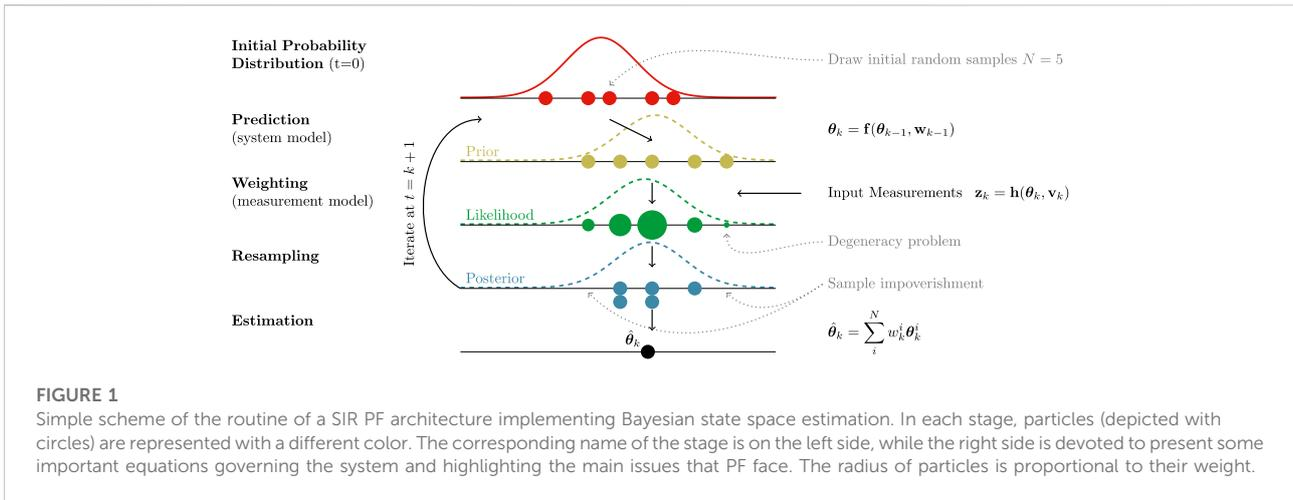 Initial Probability
Distribution (t=0)
Draw initial random samples N = 5
Prediction
(system model)
θ_k = f(θ_{k−1}, w_{k−1})
Prior
Weighting
(measurement model)
Input Measurements z_k = h(θ_k, v_k)
Likelihood
Iterate at t = k + 1
Degeneracy problem
Resampling
Posterior
Sample impoverishment
Estimation
θ̂_k
θ̂_k = ∑_i^N w_k^i θ_k^i
FIGURE 1
Simple scheme of the routine of a SIR PF architecture implementing Bayesian state space estimation. In each stage, particles (depicted with
circles) are represented with a different color. The corresponding name of the stage is on the left side, while the right side is devoted to present some
important equations governing the system and highlighting the main issues that PF face. The radius of particles is proportional to their weight.